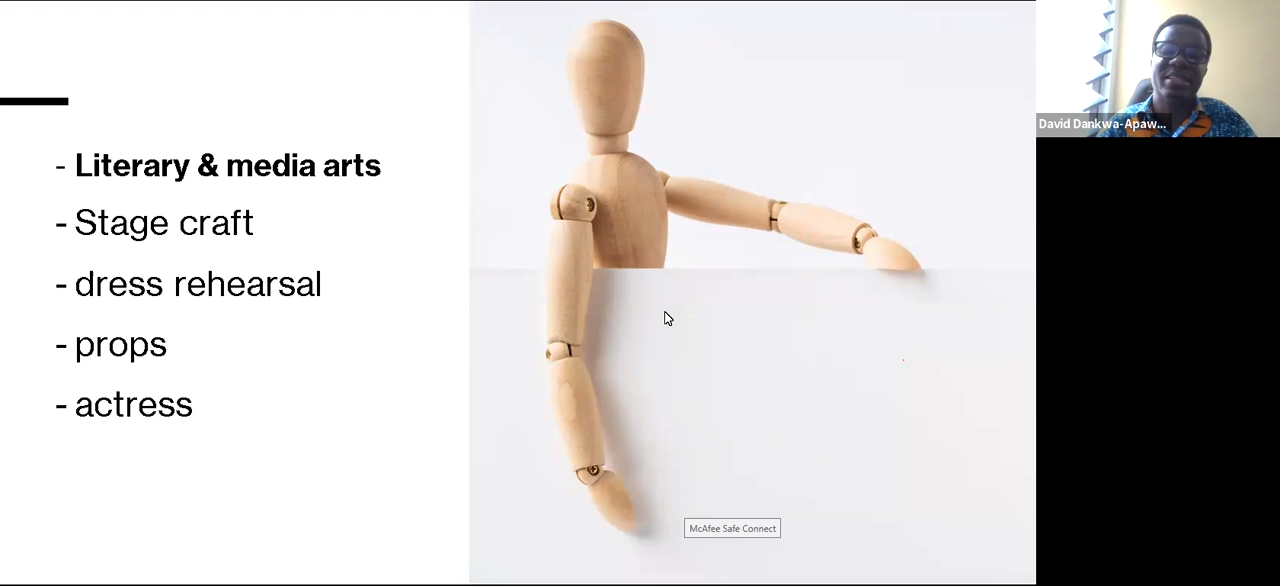 - Literary & media arts
- Stage craft
- dress rehearsal
- props
- actress
David Dankwa-Apaw...
McAfee Safe Connect